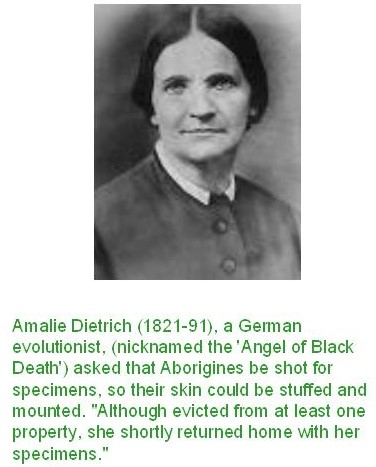 Amalie Dietrich (1821-91), a German
evolutionist, (nicknamed the 'Angel of Black
Death') asked that Aborigines be shot for
specimens, so their skin could be stuffed and
mounted. "Although evicted from at least one
property, she shortly returned home with her
specimens."